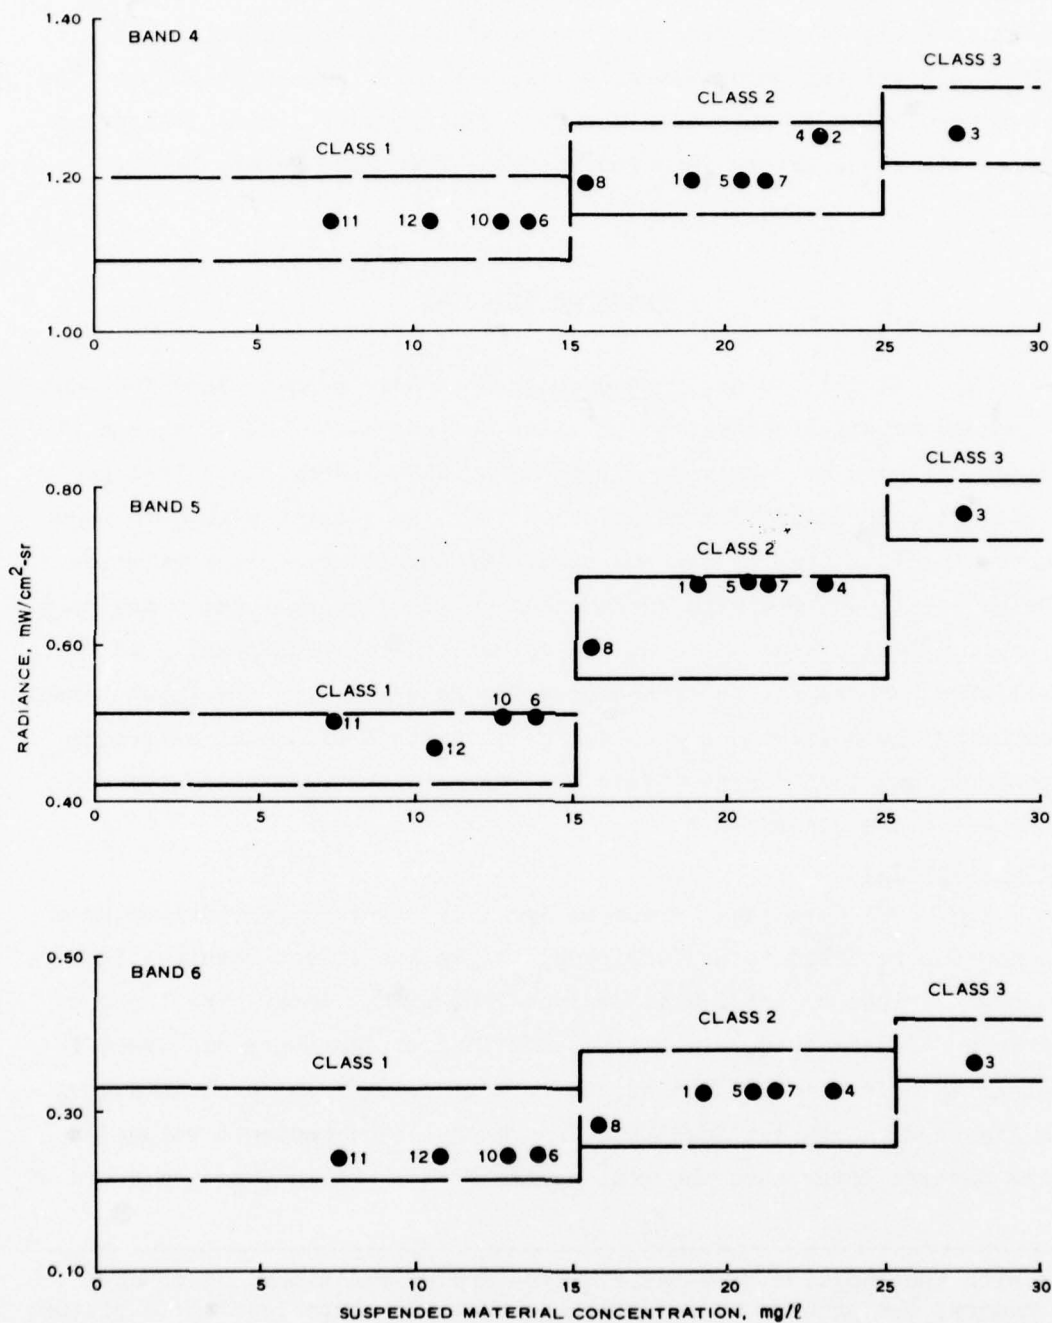 1.40
BAND 4
CLASS 3
CLASS 2
4 2 3
CLASS 1
1.20
8 1 5 7
11 12 10 6
1.00
0 5 10 15 20 25 30
CLASS 3
0.80
BAND 5
3
CLASS 2
1 5 7 4
0.60
8
CLASS 1
10 6
11
12
0.40
0 5 10 15 20 25 30
RADIANCE, mW/cm²-sr
0.50
BAND 6
CLASS 3
CLASS 2
CLASS 1
3
1 5 7 4
0.30
8
11 12 10 6
0.10
0 5 10 15 20 25 30
SUSPENDED MATERIAL CONCENTRATION, mg/ℓ